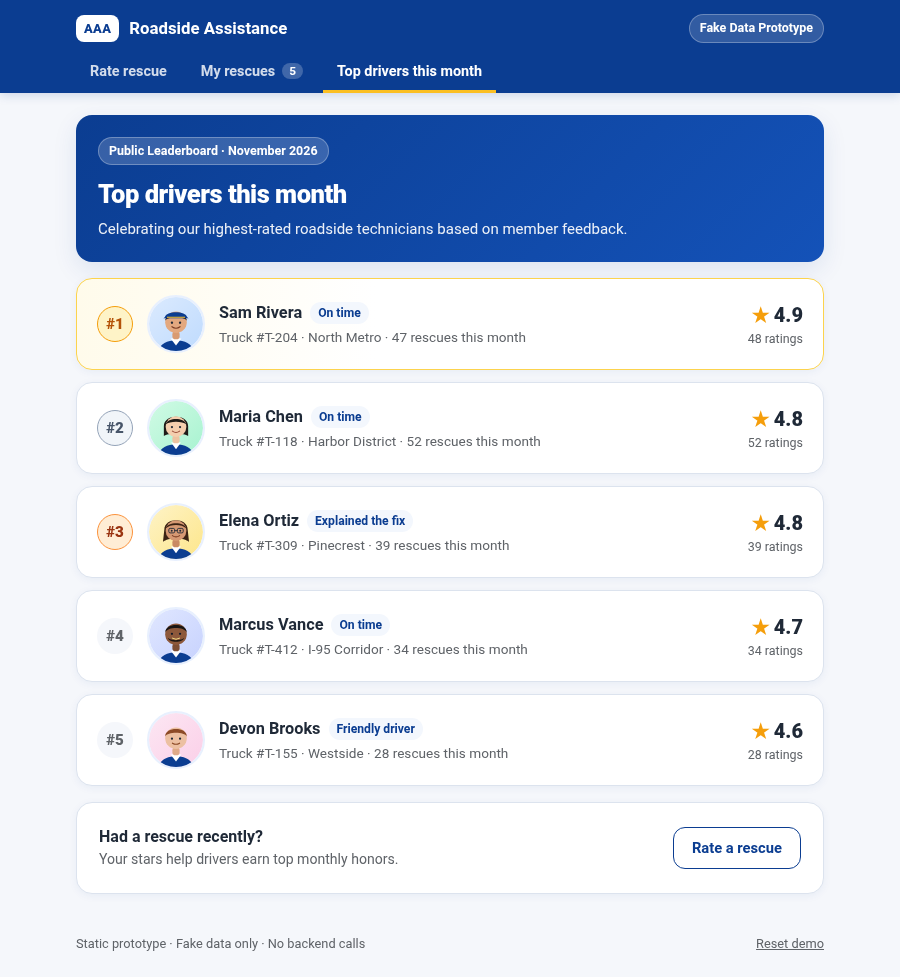 AAA Roadside Assistance
Fake Data Prototype
Rate rescue
My rescues 5
Top drivers this month
Public Leaderboard · November 2026
Top drivers this month
Celebrating our highest-rated roadside technicians based on member feedback.
#1
Sam Rivera On time
Truck #T-204 · North Metro · 47 rescues this month
★ 4.9
48 ratings
#2
Maria Chen On time
Truck #T-118 · Harbor District · 52 rescues this month
★ 4.8
52 ratings
#3
Elena Ortiz Explained the fix
Truck #T-309 · Pinecrest · 39 rescues this month
★ 4.8
39 ratings
#4
Marcus Vance On time
Truck #T-412 · I-95 Corridor · 34 rescues this month
★ 4.7
34 ratings
#5
Devon Brooks Friendly driver
Truck #T-155 · Westside · 28 rescues this month
★ 4.6
28 ratings
Had a rescue recently?
Your stars help drivers earn top monthly honors.
Rate a rescue
Static prototype · Fake data only · No backend calls
Reset demo